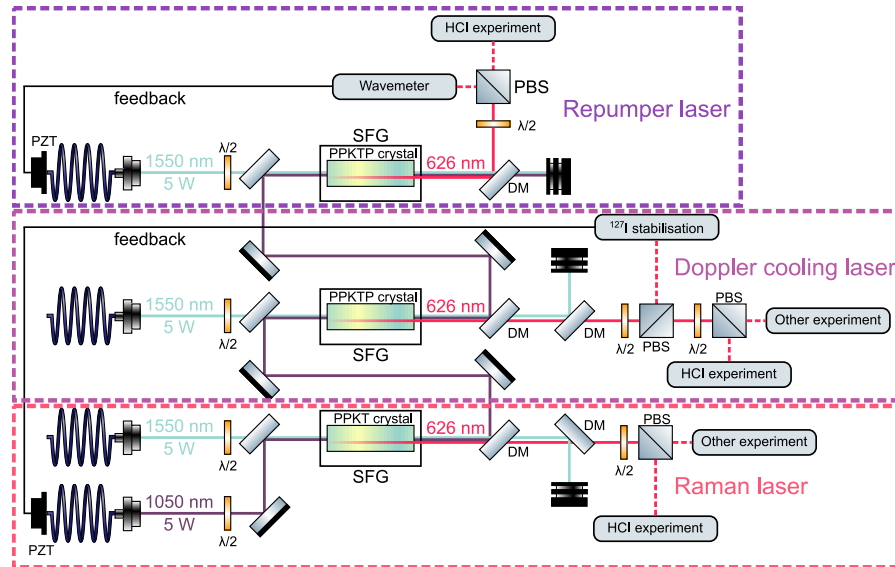 HCI experiment
Wavemeter
PBS
feedback
Repumper laser
λ/2
PZT
λ/2
SFG
1550 nm
5 W
PPKTP crystal
626 nm
DM
feedback
¹²⁷I stabilisation
Doppler cooling laser
1550 nm
5 W
λ/2
PPKTP crystal
626 nm
SFG
DM
DM
λ/2
PBS
λ/2
PBS
Other experiment
HCI experiment
1550 nm
5 W
λ/2
PPKT crystal
626 nm
SFG
DM
DM
λ/2
PBS
Other experiment
Raman laser
HCI experiment
1050 nm
5 W
λ/2
PZT